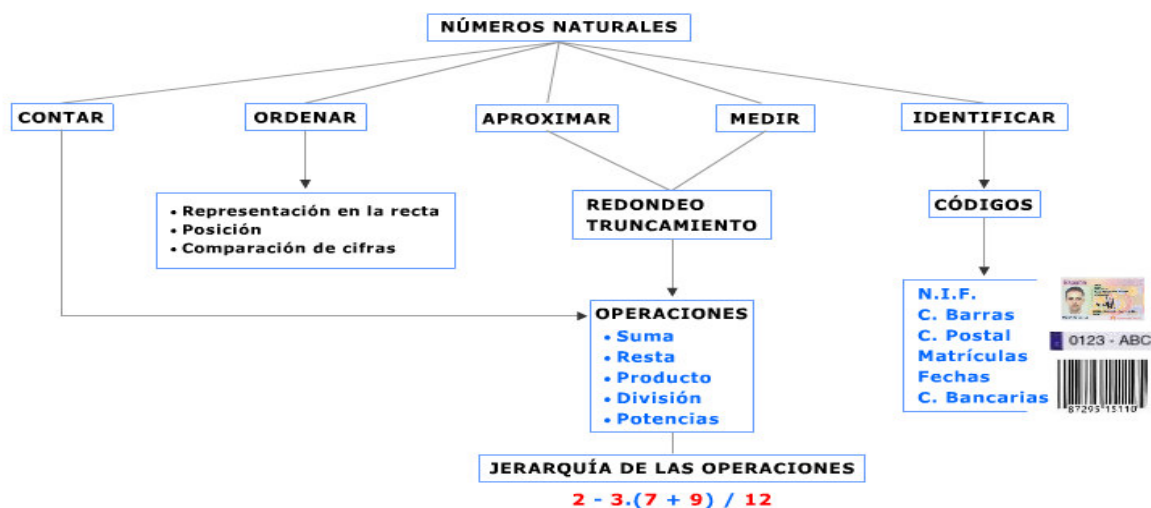 NÚMEROS NATURALES
CONTAR
ORDENAR
APROXIMAR
MEDIR
IDENTIFICAR
• Representación en la recta
• Posición
• Comparación de cifras
REDONDEO
TRUNCAMIENTO
CÓDIGOS
OPERACIONES
• Suma
• Resta
• Producto
• División
• Potencias
N.I.F.
C. Barras
C. Postal
Matrículas
Fechas
C. Bancarias
0123 - ABC
87295 15110
JERARQUÍA DE LAS OPERACIONES
2 - 3.(7 + 9) / 12